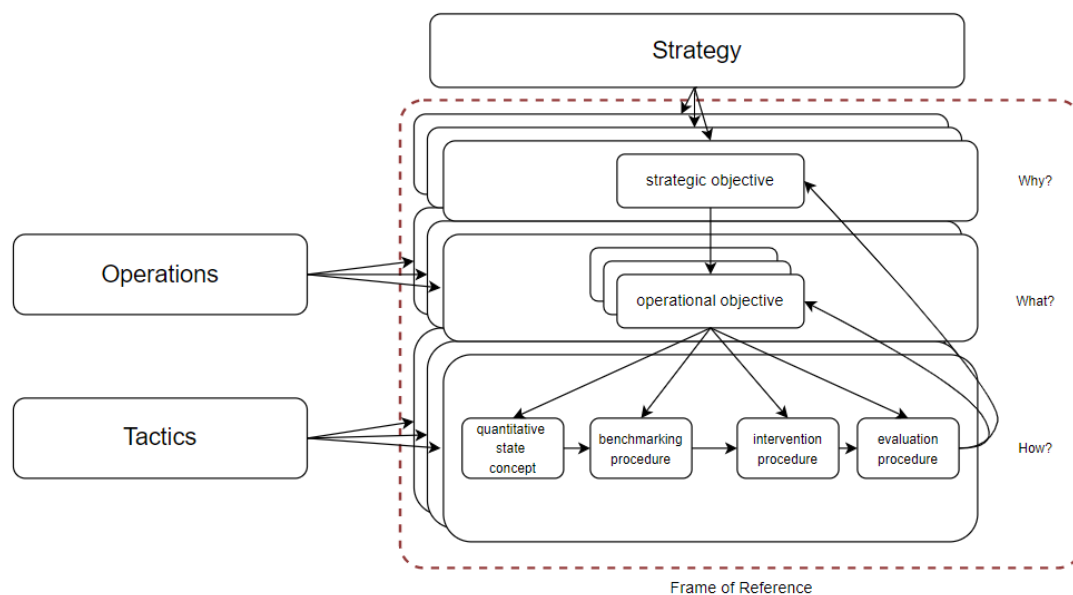 Strategy
strategic objective
Why?
Operations
operational objective
What?
Tactics
quantitative
state
concept
benchmarking
procedure
intervention
procedure
evaluation
procedure
How?
Frame of Reference